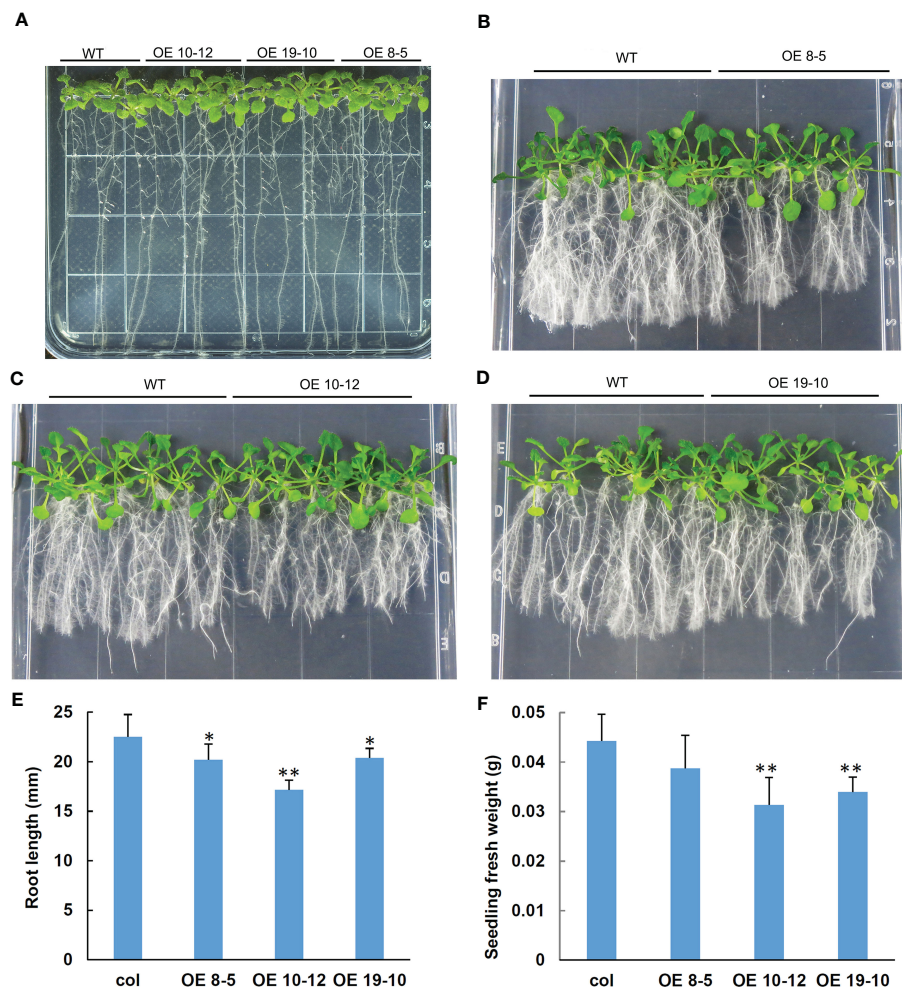 A
WT OE 10-12 OE 19-10 OE 8-5
B
WT OE 8-5
C
WT OE 10-12
D
WT OE 19-10
E
25
20
15
10
5
0
Root length (mm)
* ** *
col OE 8-5 OE 10-12 OE 19-10
F
0.05
0.04
0.03
0.02
0.01
0
Seedling fresh weight (g)
** **
col OE 8-5 OE 10-12 OE 19-10